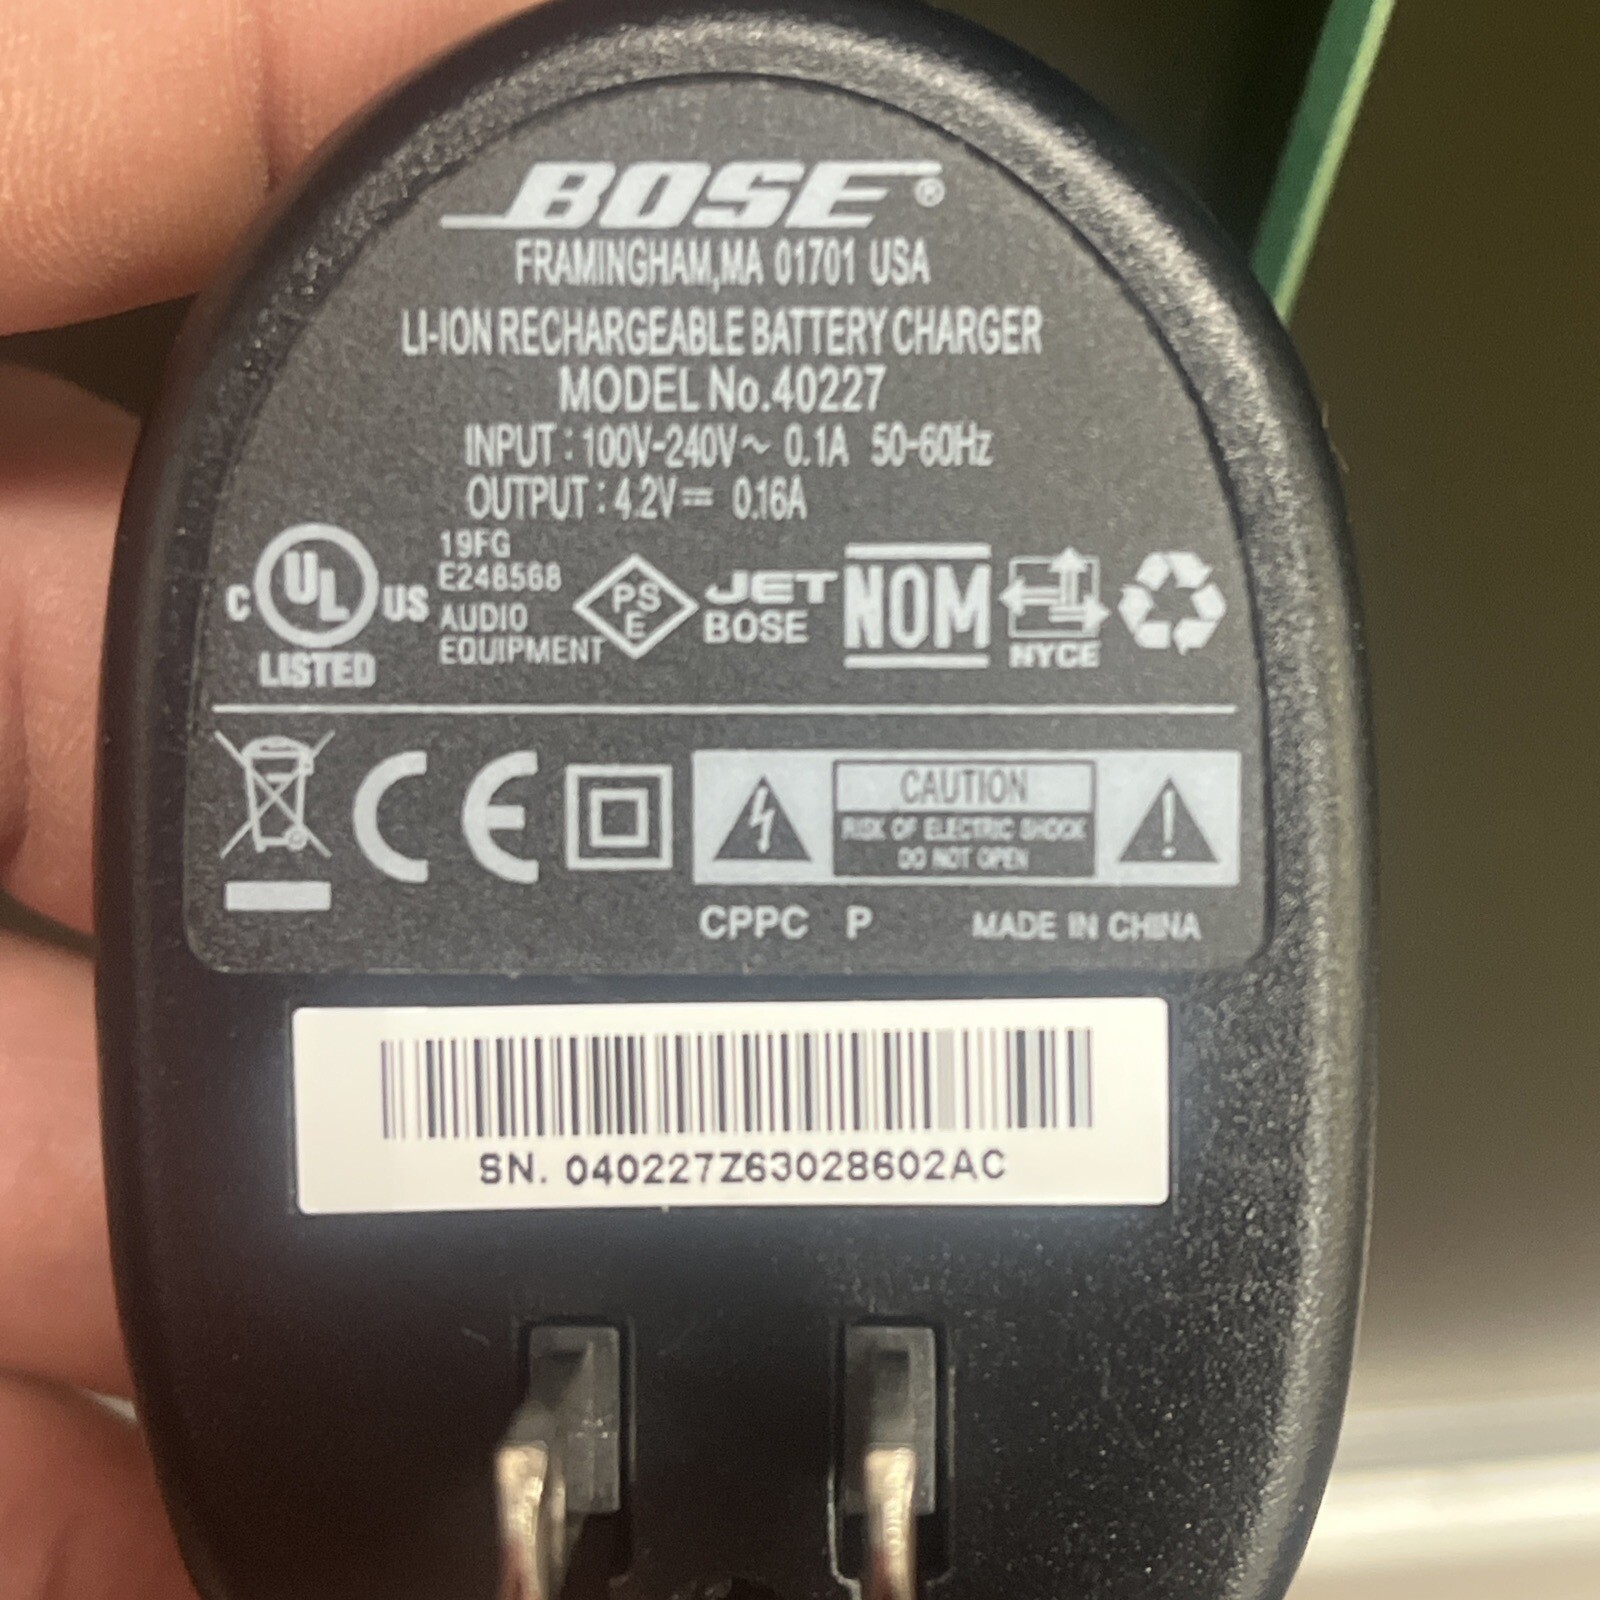 BOSE®
FRAMINGHAM,MA 01701 USA
LI-ION RECHARGEABLE BATTERY CHARGER
MODEL No.40227
INPUT : 100V-240V~ 0.1A 50-60Hz
OUTPUT : 4.2V⎓ 0.16A
C UL US
LISTED
19FG
E248568
AUDIO
EQUIPMENT
PS
E
JET
BOSE
NOM
NYCE
CE
CAUTION
RISK OF ELECTRIC SHOCK
DO NOT OPEN
CPPC P MADE IN CHINA
SN. 040227Z63028602AC